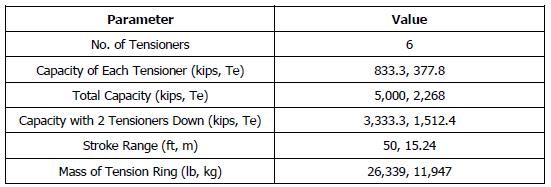 Parameter Value
No. of Tensioners 6
Capacity of Each Tensioner (kips, Te) 833.3, 377.8
Total Capacity (kips, Te) 5,000, 2,268
Capacity with 2 Tensioners Down (kips, Te) 3,333.3, 1,512.4
Stroke Range (ft, m) 50, 15.24
Mass of Tension Ring (lb, kg) 26,339, 11,947